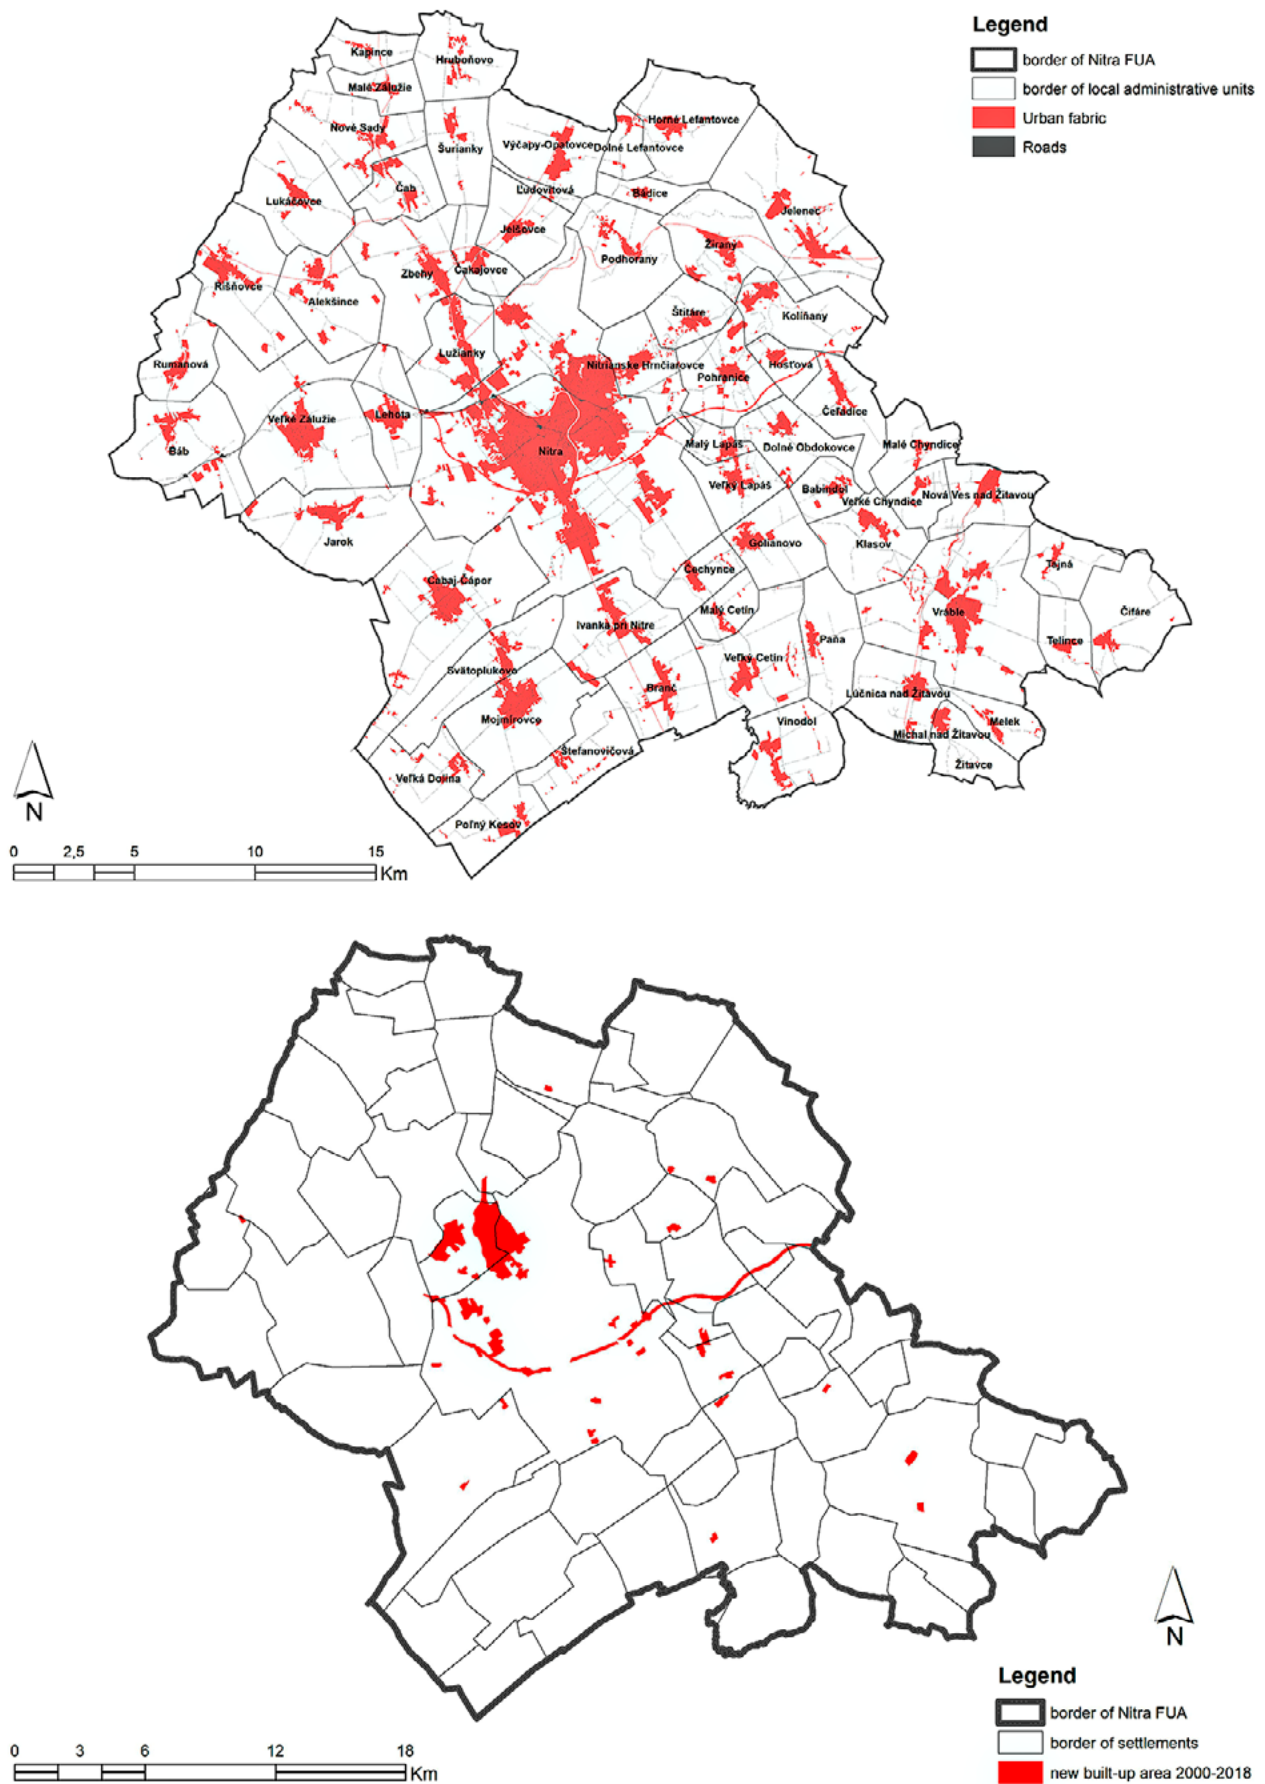 Legend
border of Nitra FUA
border of local administrative units
Urban fabric
Roads
Kapince
Hruboňovo
Malé Zálužie
Horné Lefantovce
Nové Sady
Šurianky
Výčapy-Opatovce
Dolné Lefantovce
Čab
Ľudovítová
Bádice
Lukáčovce
Jelenec
Jelšovce
Žirany
Podhorany
Zbehy
Čakajovce
Rišňovce
Alekšince
Štitáre
Kolíňany
Lužianky
Rumanová
Nitrianske Hrnčiarovce
Hosťová
Pohranice
Čeľadice
Veľké Zálužie
Lehota
Báb
Nitra
Malý Lapáš
Dolné Obdokovce
Malé Chyndice
Veľký Lapáš
Babindol
Veľké Chyndice
Nová Ves nad Žitavou
Jarok
Golianovo
Klasov
Čechynce
Tajná
Cabaj-Čápor
Malý Cetín
Vráble
Čifáre
Ivanka pri Nitre
Paňa
Telince
Veľký Cetín
Svätoplukovo
Branč
Lúčnica nad Žitavou
Mojmírovce
Vinodol
Melek
Michal nad Žitavou
Štefanovičová
Žitavce
Veľká Dolina
Poľný Kesov
N
0 2,5 5 10 15
Km
N
Legend
border of Nitra FUA
border of settlements
new built-up area 2000-2018
0 3 6 12 18
Km